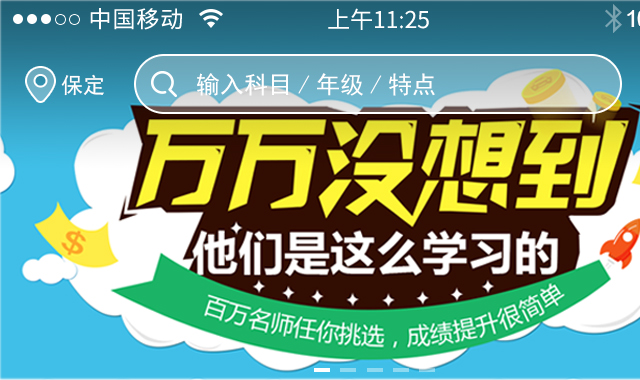 中国移动 上午11:25
保定 输入科目 / 年级 / 特点
万万没想到
他们是这么学习的
百万名师任你挑选，成绩提升很简单